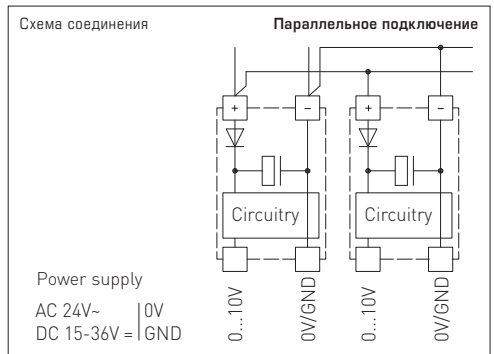 Схема соединения
Параллельное подключение
+ – + –
Circuitry Circuitry
Power supply
AC 24V~ 0V
DC 15-36V = GND
0...10V 0V/GND 0...10V 0V/GND